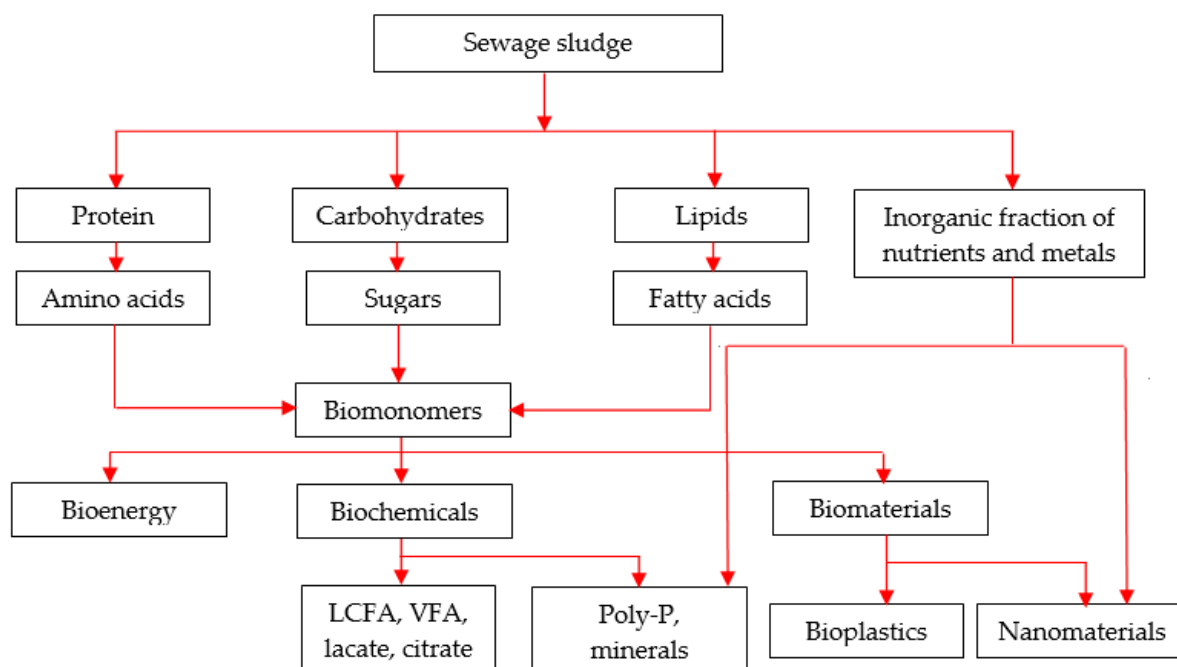 Sewage sludge
Protein
Carbohydrates
Lipids
Inorganic fraction of
nutrients and metals
Amino acids
Sugars
Fatty acids
Biomonomers
Bioenergy
Biochemicals
Biomaterials
LCFA, VFA,
lacate, citrate
Poly-P,
minerals
Bioplastics
Nanomaterials